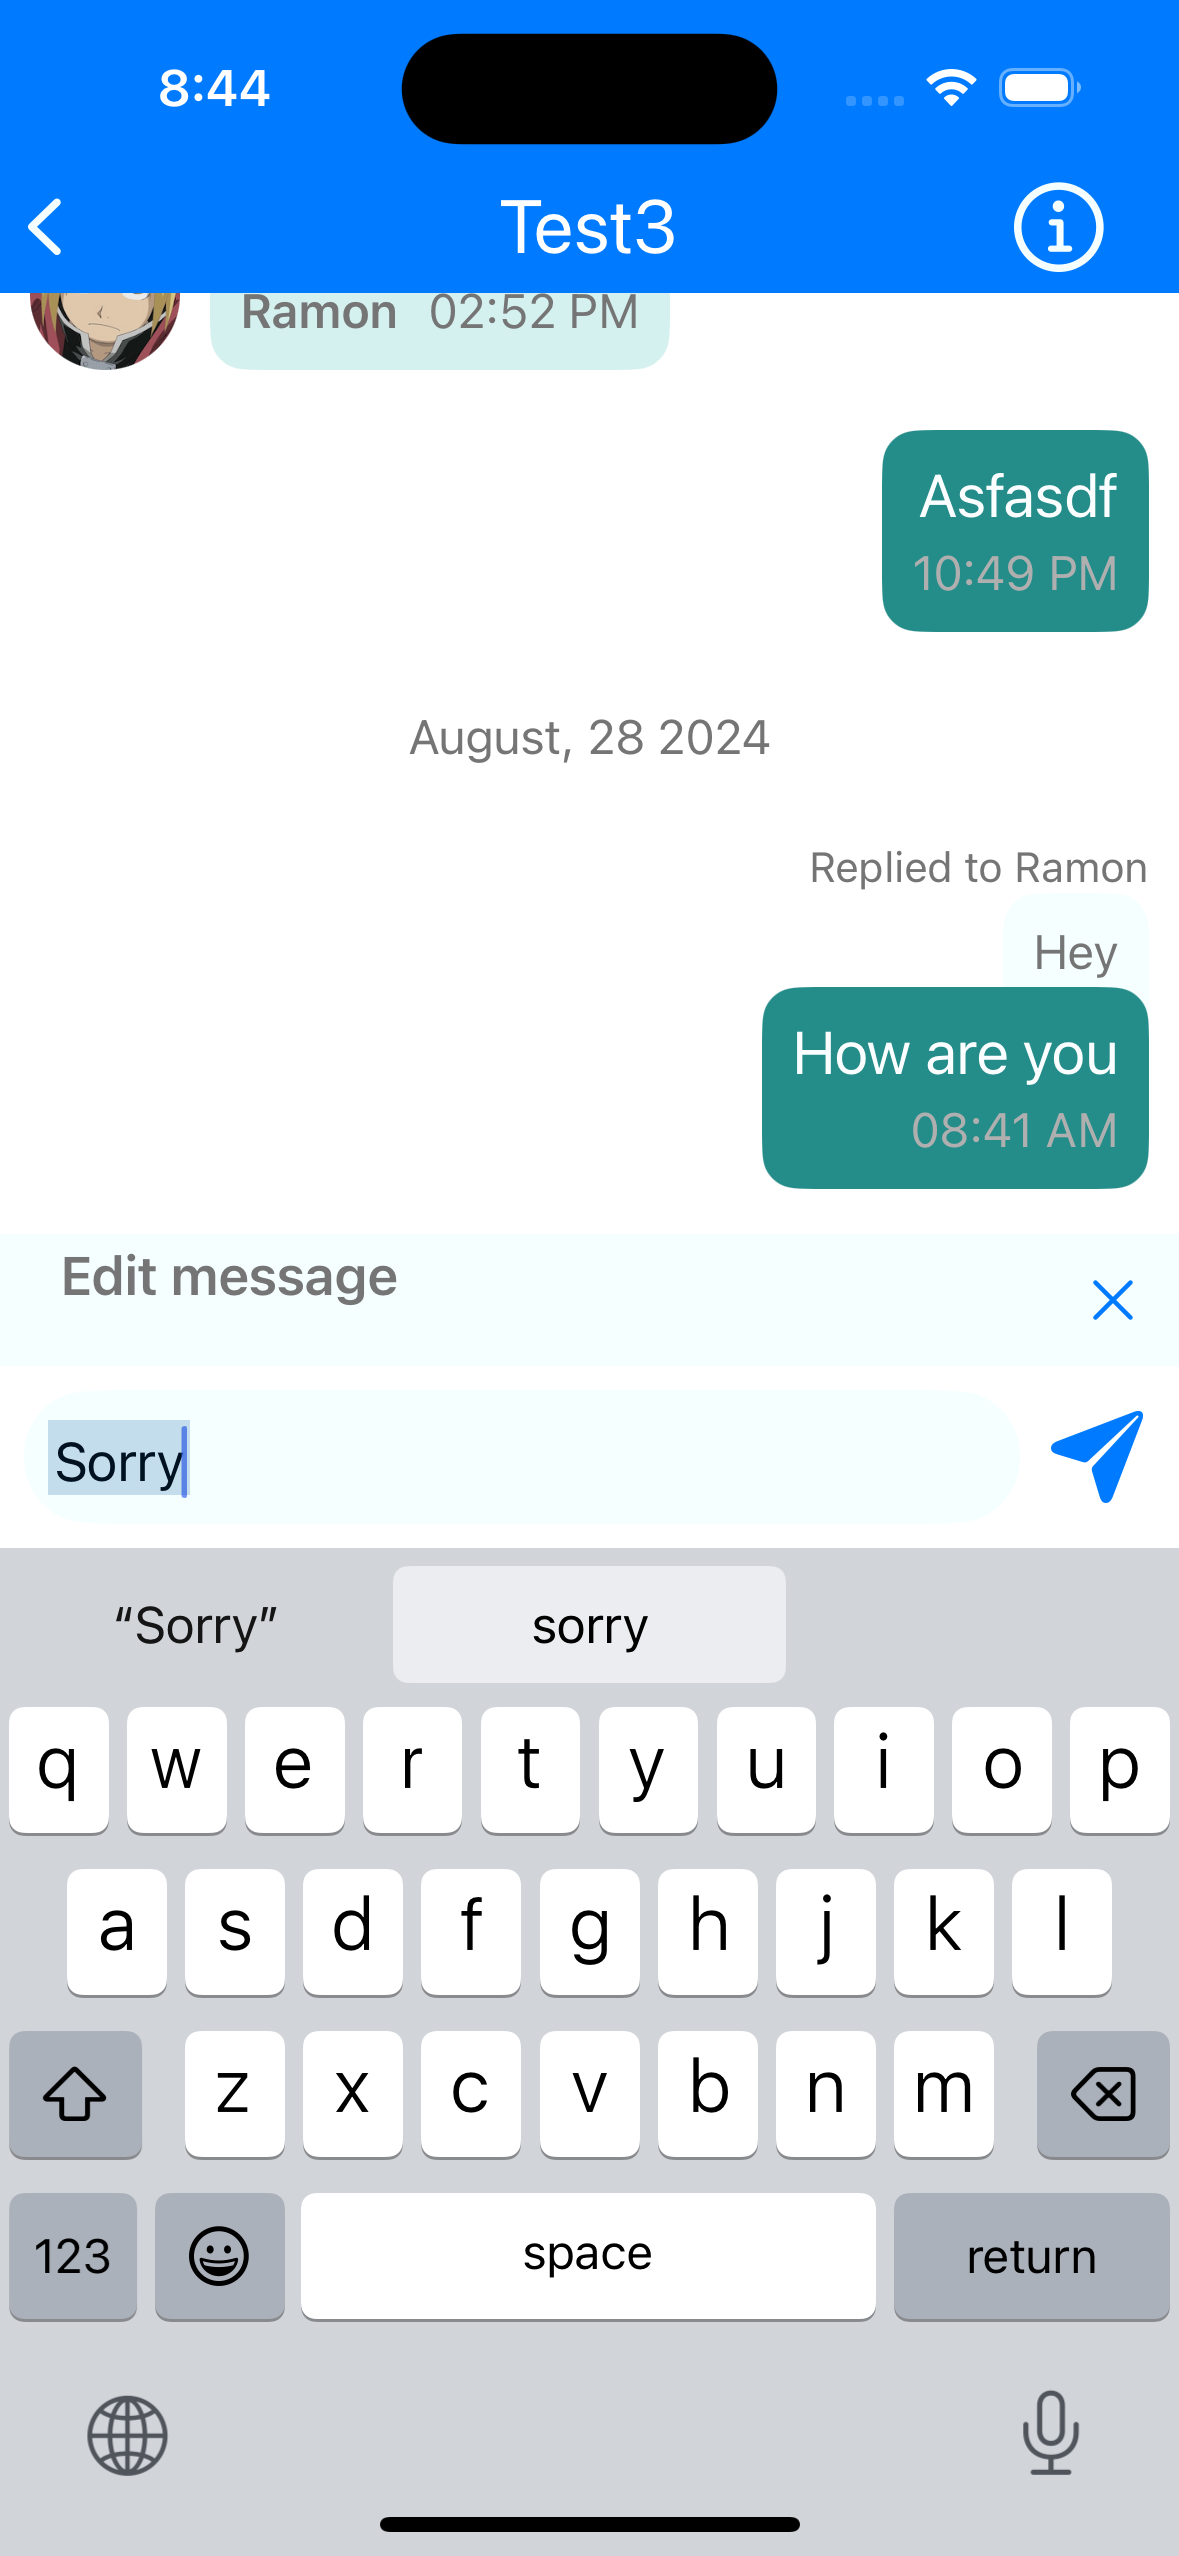 8:44
Test3
Ramon 02:52 PM
Asfasdf
10:49 PM
August, 28 2024
Replied to Ramon
Hey
How are you
08:41 AM
Edit message
Sorry
“Sorry” sorry
q w e r t y u i o p
a s d f g h j k l
z x c v b n m
123 space return